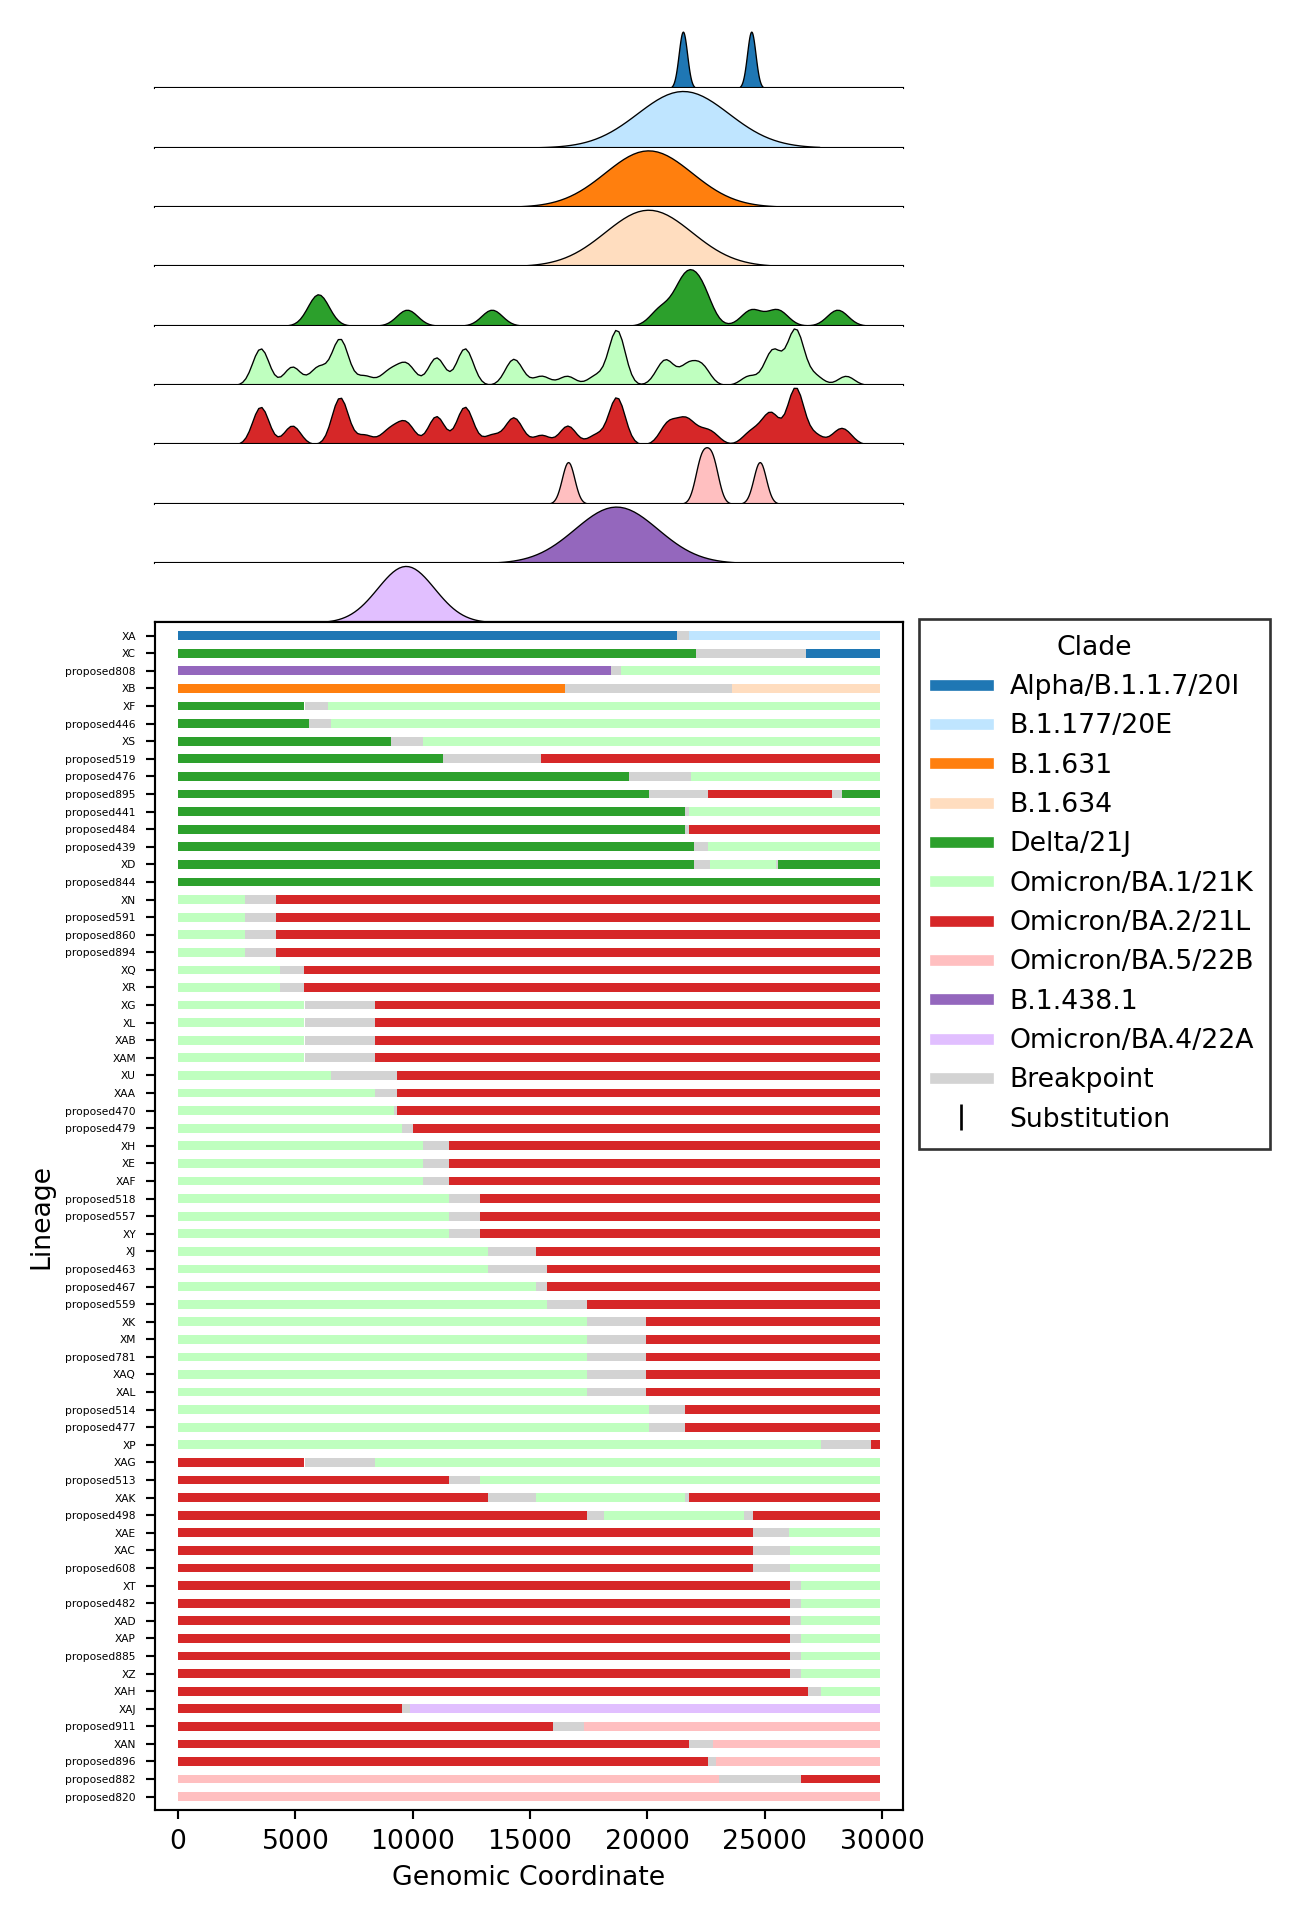 XA
XC
proposed808
XB
XF
proposed446
XS
proposed519
proposed476
proposed895
proposed441
proposed484
proposed439
XD
proposed844
XN
proposed591
proposed860
proposed894
XQ
XR
XG
XL
XAB
XAM
XU
XAA
proposed470
proposed479
XH
XE
XAF
proposed518
proposed557
XY
XJ
proposed463
proposed467
proposed559
XK
XM
proposed781
XAQ
XAL
proposed514
proposed477
XP
XAG
proposed513
XAK
proposed498
XAE
XAC
proposed608
XT
proposed482
XAD
XAP
proposed885
XZ
XAH
XAJ
proposed911
XAN
proposed896
proposed882
proposed820
Lineage
0 5000 10000 15000 20000 25000 30000
Genomic Coordinate
Clade
Alpha/B.1.1.7/20I
B.1.177/20E
B.1.631
B.1.634
Delta/21J
Omicron/BA.1/21K
Omicron/BA.2/21L
Omicron/BA.5/22B
B.1.438.1
Omicron/BA.4/22A
Breakpoint
Substitution